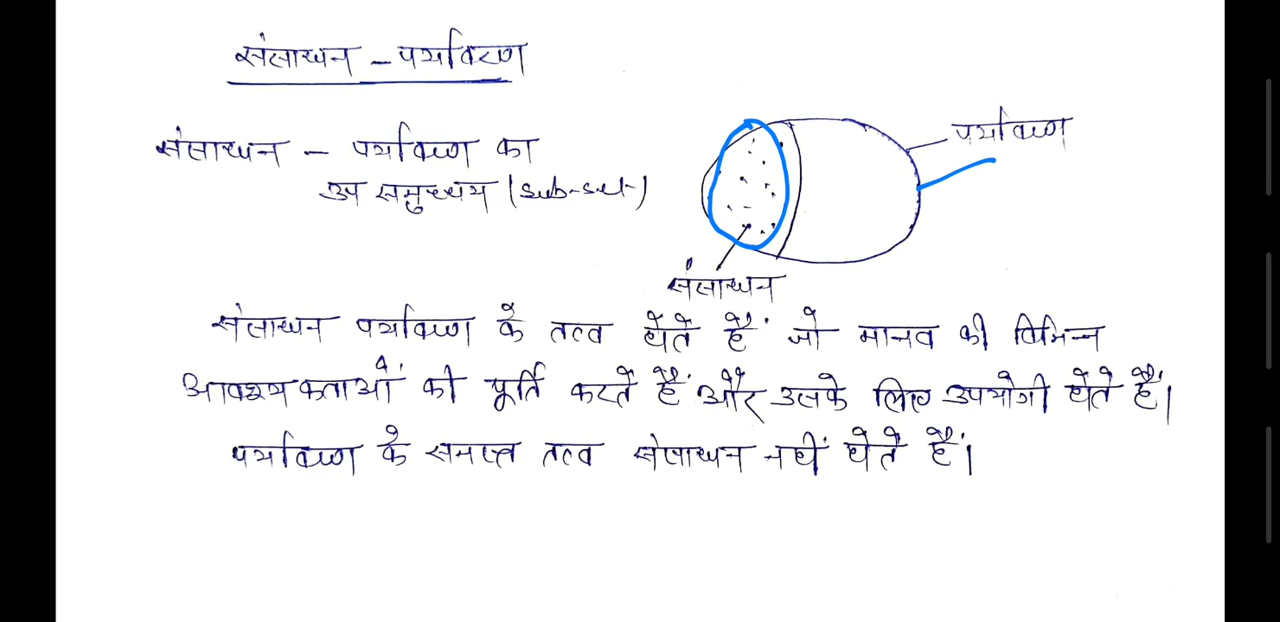 संसाधन - पर्यावरण
संसाधन - पर्यावरण का
उप समुच्चय (sub-set)
पर्यावरण
संसाधन
संसाधन पर्यावरण के तत्व होते हैं जो मानव की विभिन्न
आवश्यकताओं की पूर्ति करते हैं और उसके लिए उपयोगी होते हैं।
पर्यावरण के समस्त तत्व संसाधन नहीं होते हैं।